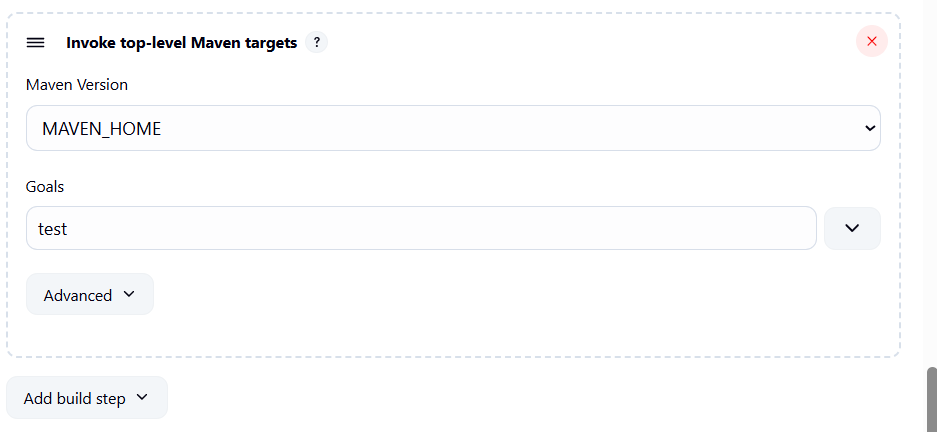 Invoke top-level Maven targets ?
Maven Version
MAVEN_HOME
Goals
test
Advanced
Add build step